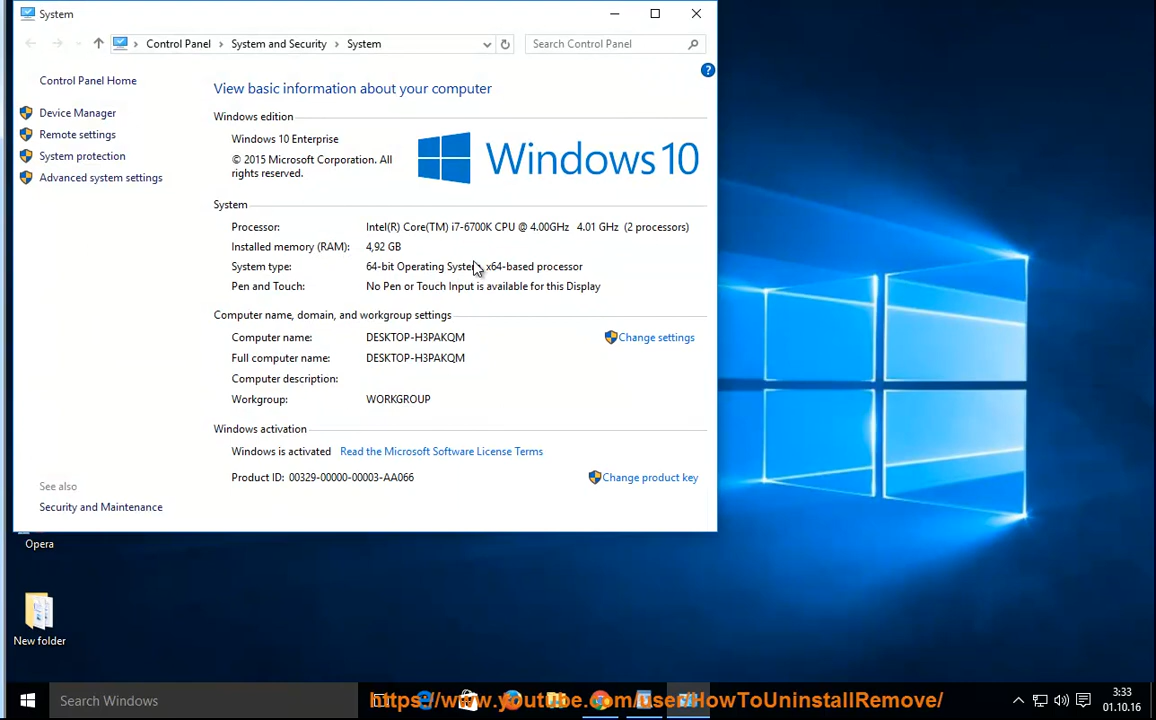 System
Control Panel > System and Security > System
Search Control Panel
Control Panel Home
Device Manager
Remote settings
System protection
Advanced system settings
See also
Security and Maintenance
View basic information about your computer
Windows edition
Windows 10 Enterprise
© 2015 Microsoft Corporation. All
rights reserved.
Windows 10
System
Processor: Intel(R) Core(TM) i7-6700K CPU @ 4.00GHz 4.01 GHz (2 processors)
Installed memory (RAM): 4,92 GB
System type: 64-bit Operating System, x64-based processor
Pen and Touch: No Pen or Touch Input is available for this Display
Computer name, domain, and workgroup settings
Computer name: DESKTOP-H3PAKQM
Change settings
Full computer name: DESKTOP-H3PAKQM
Computer description:
Workgroup: WORKGROUP
Windows activation
Windows is activated Read the Microsoft Software License Terms
Product ID: 00329-00000-00003-AA066
Change product key
Opera
New folder
Search Windows
https://www.youtube.com/user/HowToUninstallRemove/
3:33
01.10.16